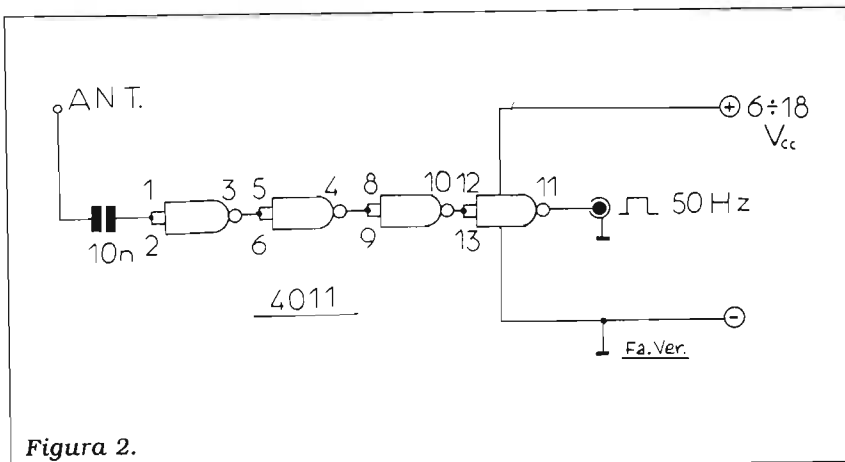 ANT.
+ 6÷18
Vcc
1 3 5 4 8 10 12 11
50 Hz
2 6 9 13
10n
4011
-
Fa.Ver.
Figura 2.